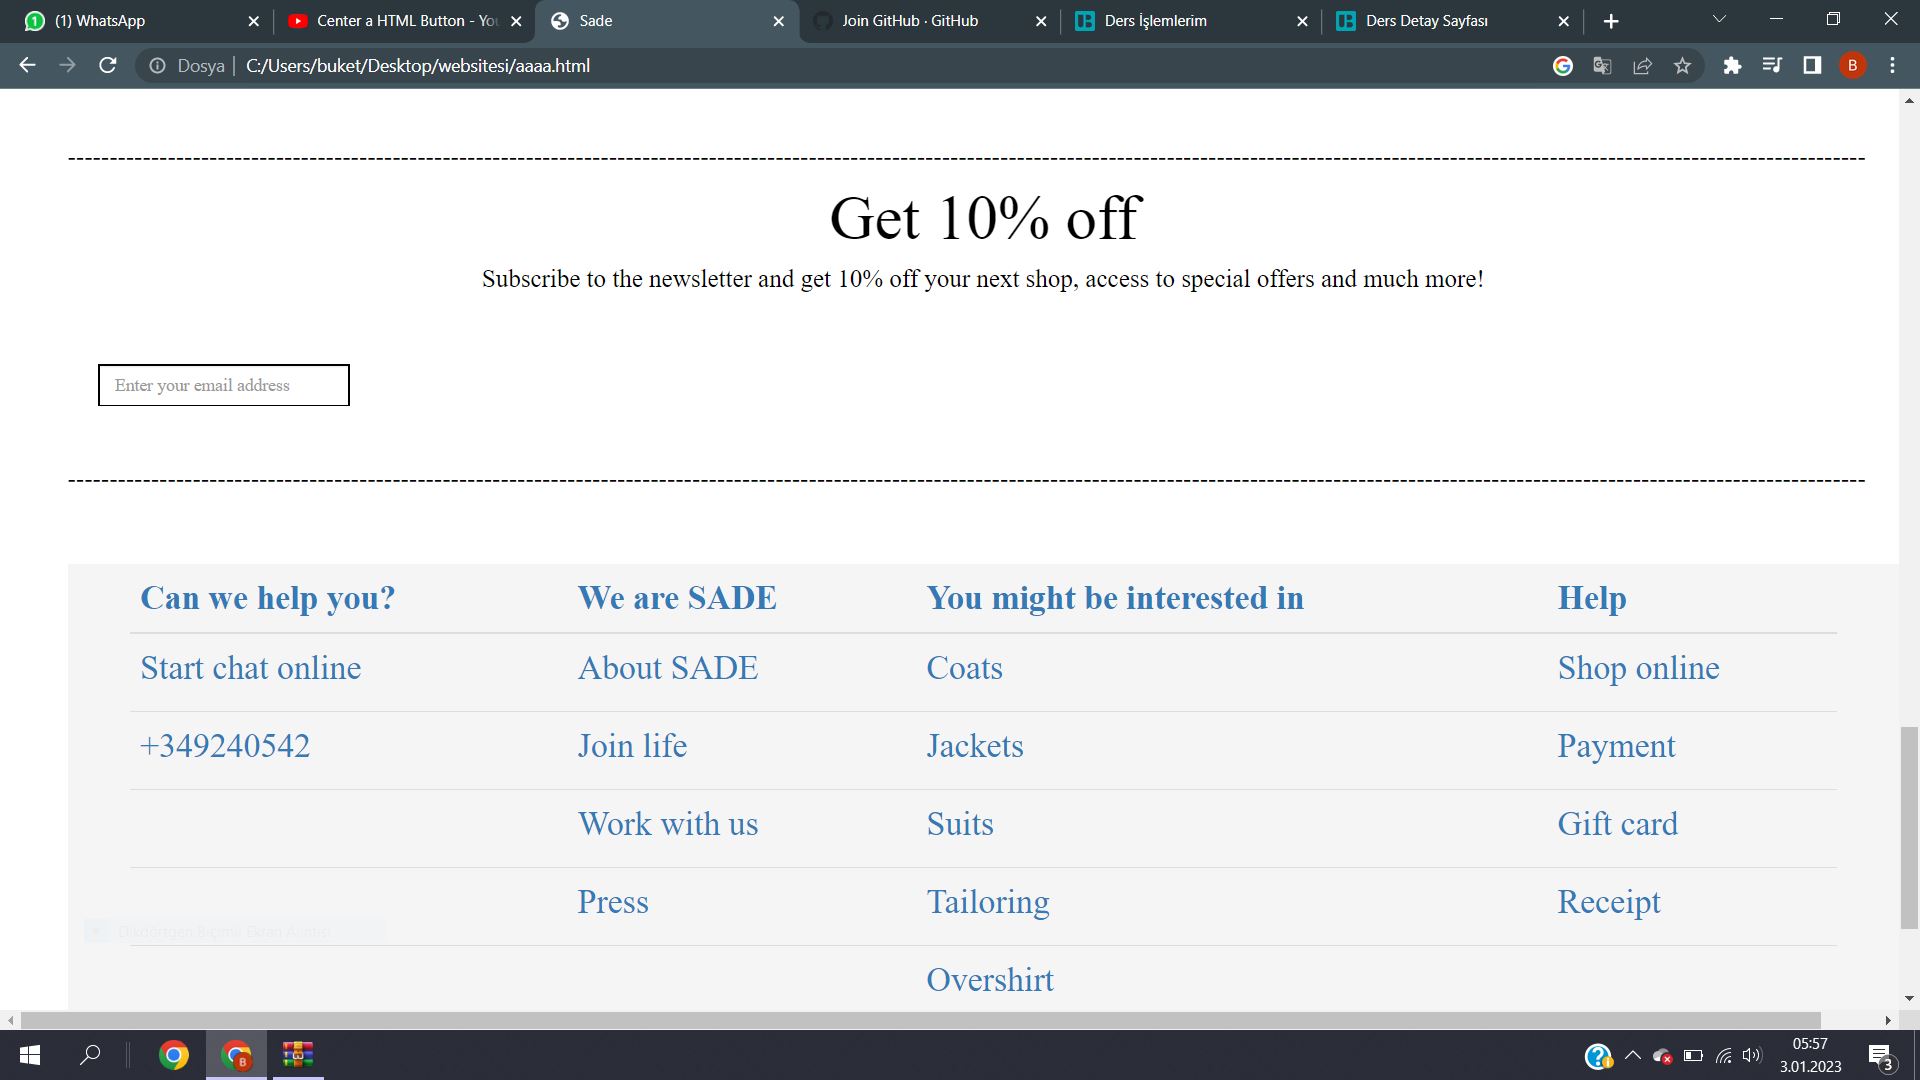 (1) WhatsApp
Center a HTML Button - You
Sade
Join GitHub · GitHub
Ders İşlemlerim
Ders Detay Sayfası
Dosya | C:/Users/buket/Desktop/websitesi/aaaa.html
B
Get 10% off
Subscribe to the newsletter and get 10% off your next shop, access to special offers and much more!
Enter your email address
Can we help you? We are SADE You might be interested in Help
Start chat online About SADE Coats Shop online
+349240542 Join life Jackets Payment
Work with us Suits Gift card
Press Tailoring Receipt
Dikdörtgen Biçimli Ekran Alıntısı
Overshirt
05:57
3.01.2023
3